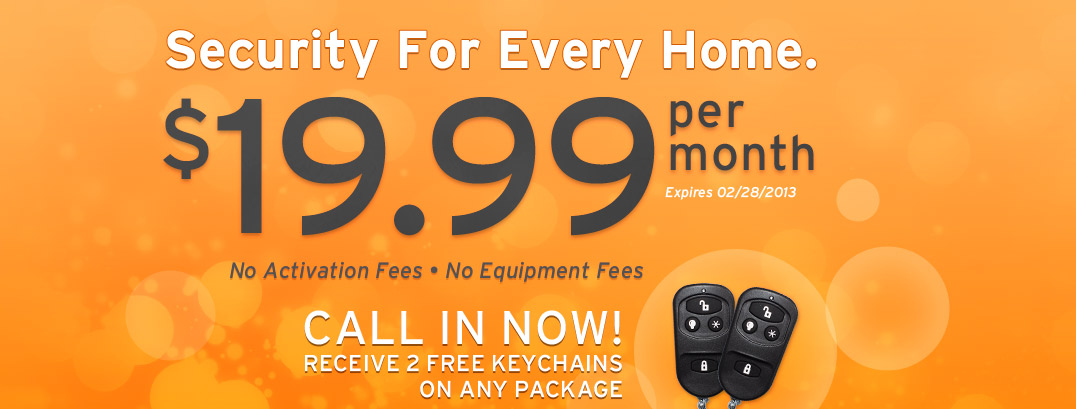 Security For Every Home.
$19.99 per month
Expires 02/28/2013
No Activation Fees • No Equipment Fees
CALL IN NOW!
RECEIVE 2 FREE KEYCHAINS
ON ANY PACKAGE